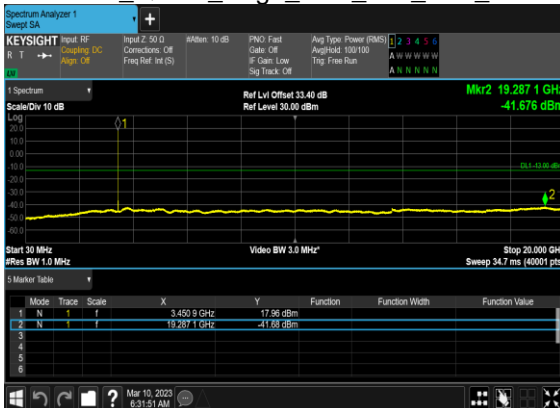 Spectrum Analyzer 1
Swept SA
KEYSIGHT Input: RF Input Z: 50 Ω #Atten: 10 dB PNO: Fast Avg Type: Power (RMS) 1 2 3 4 5 6
R T Coupling: DC Corrections: Off Gate: Off Avg|Hold: 100/100 A W W W W W
Align: Off Freq Ref: Int (S) IF Gain: Low Trig: Free Run
Sig Track: Off A N N N N N
1 Spectrum Ref Lvl Offset 33.40 dB Mkr2 19.287 1 GHz
Scale/Div 10 dB Ref Level 30.00 dBm -41.676 dBm
Log
20.0
10.0
0.00
-10.0
-20.0
-30.0
-40.0
-50.0
-60.0
1
DL1 -13.00 dBm
2
Start 30 MHz Video BW 3.0 MHz* Stop 20.000 GH
#Res BW 1.0 MHz Sweep 34.7 ms (40001 pts
5 Marker Table
Mode Trace Scale X Y Function Function Width Function Value
1 N 1 f 3.450 9 GHz 17.96 dBm
2 N 1 f 19.287 1 GHz -41.68 dBm
3
4
5
6
? Mar 10, 2023
6:31:51 AM